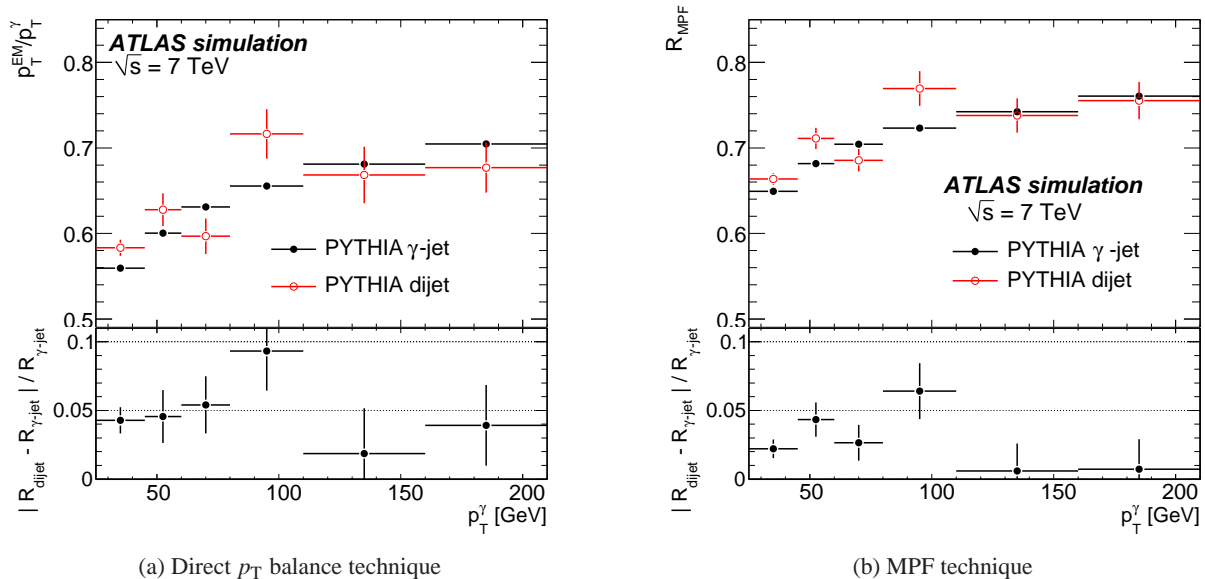 p_T^EM/p_T^γ
ATLAS simulation
√s = 7 TeV
0.8
0.7
0.6
0.5
PYTHIA γ-jet
PYTHIA dijet
| R_dijet - R_γ-jet | / R_γ-jet
0.1
0.05
0
50 100 150 200
p_T^γ [GeV]
(a) Direct p_T balance technique
R_MPF
0.8
0.7
0.6
0.5
ATLAS simulation
√s = 7 TeV
PYTHIA γ -jet
PYTHIA dijet
| R_dijet - R_γ-jet | / R_γ-jet
0.1
0.05
0
50 100 150 200
p_T^γ [GeV]
(b) MPF technique